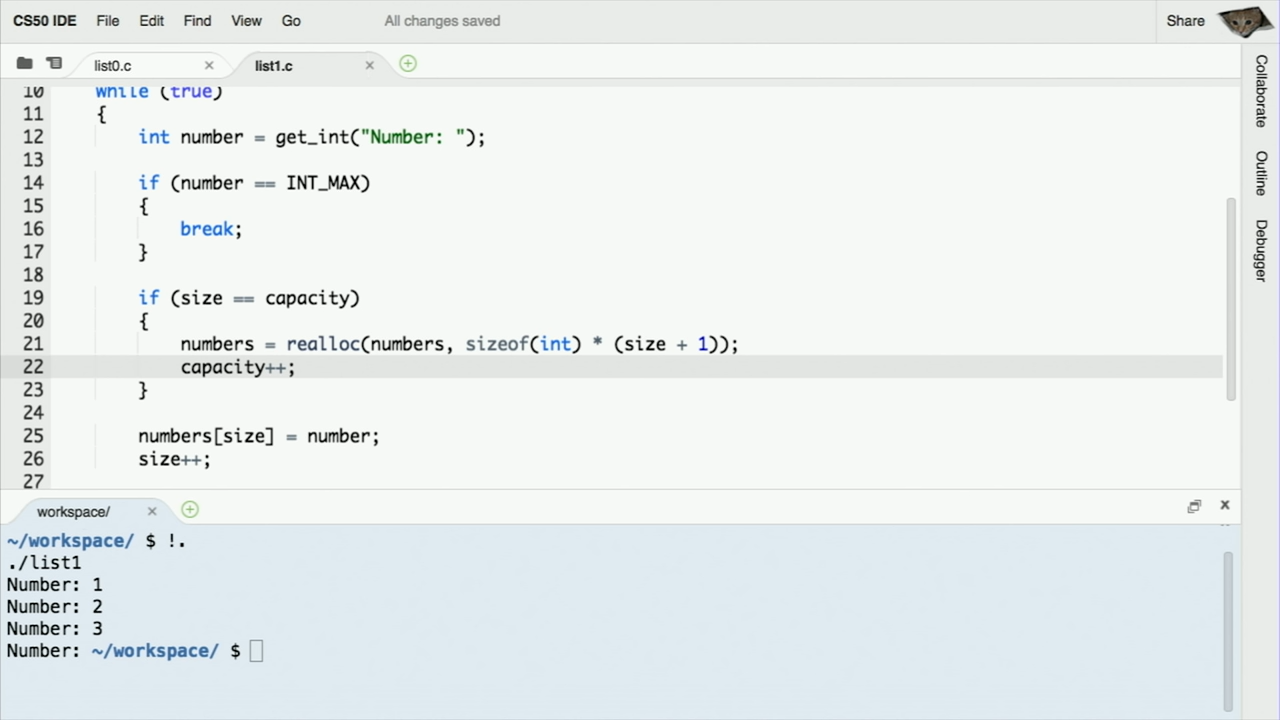 CS50 IDE File Edit Find View Go All changes saved Share
list0.c × list1.c ×
Collaborate
Outline
Debugger
10 while (true)
11 {
12 int number = get_int("Number: ");
13
14 if (number == INT_MAX)
15 {
16 break;
17 }
18
19 if (size == capacity)
20 {
21 numbers = realloc(numbers, sizeof(int) * (size + 1));
22 capacity++;
23 }
24
25 numbers[size] = number;
26 size++;
27
workspace/ ×
~/workspace/ $ !.
./list1
Number: 1
Number: 2
Number: 3
Number: ~/workspace/ $